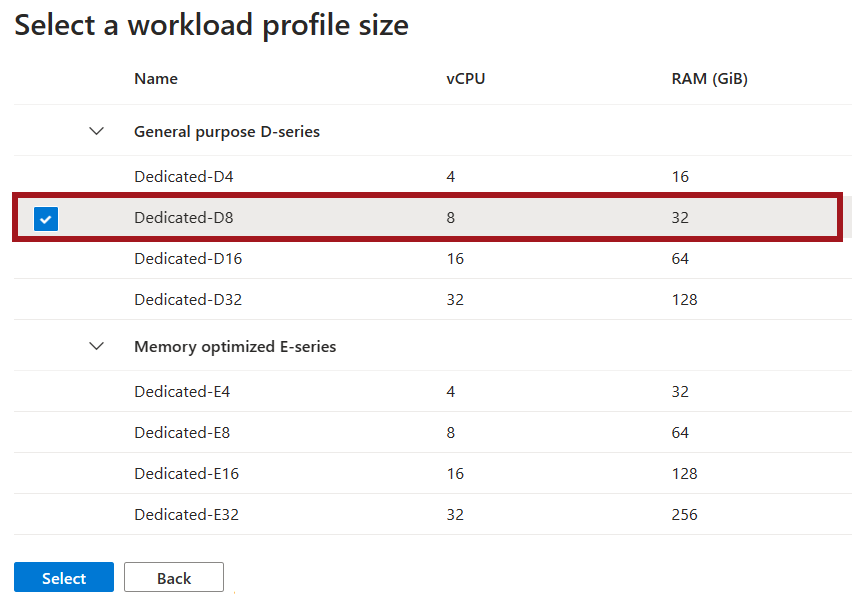 Select a workload profile size
Name vCPU RAM (GiB)
General purpose D-series
Dedicated-D4 4 16
Dedicated-D8 8 32
Dedicated-D16 16 64
Dedicated-D32 32 128
Memory optimized E-series
Dedicated-E4 4 32
Dedicated-E8 8 64
Dedicated-E16 16 128
Dedicated-E32 32 256
Select Back